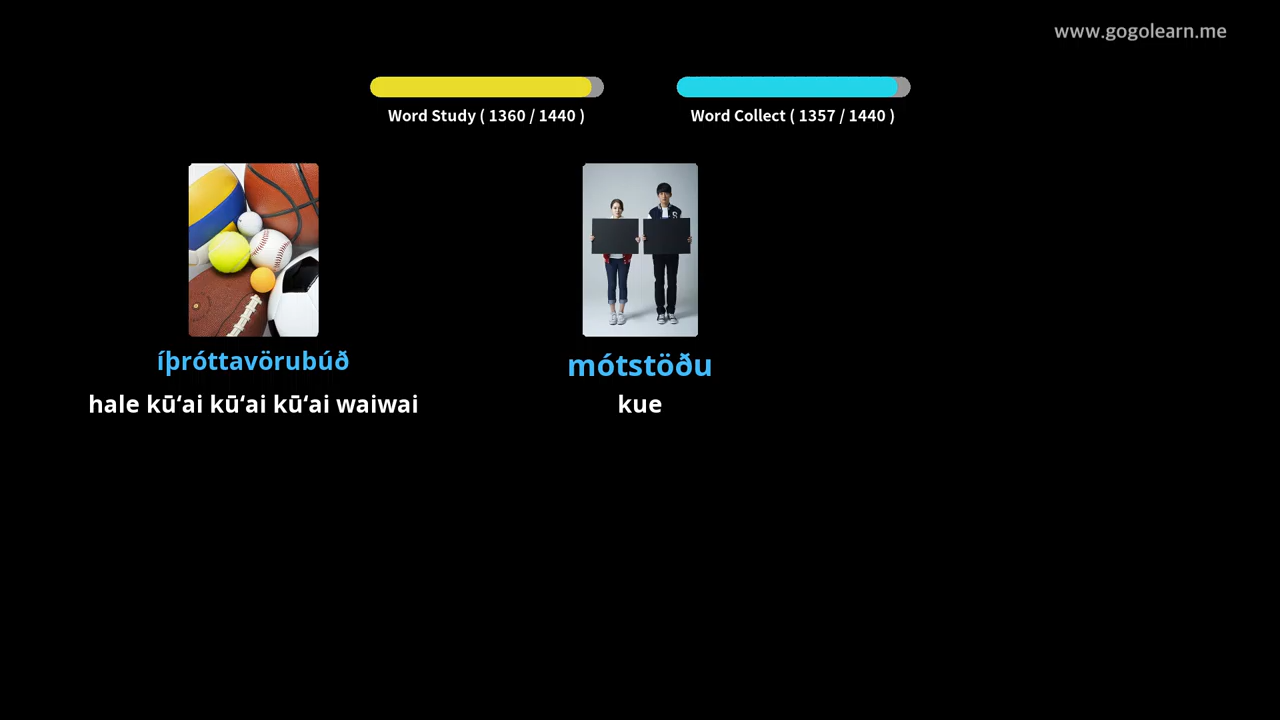 www.gogolearn.me
Word Study ( 1360 / 1440 )
Word Collect ( 1357 / 1440 )
íþróttavörubúð
mótstöðu
hale kūʻai kūʻai kūʻai waiwai
kue